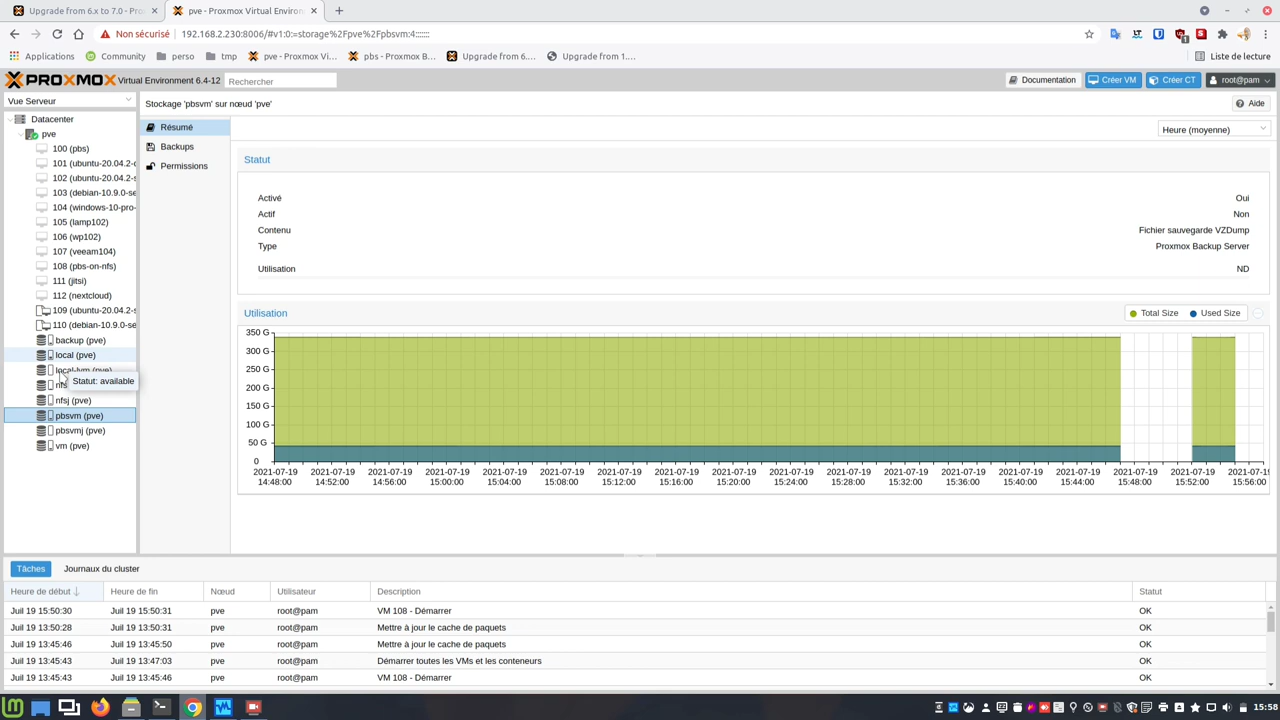 Upgrade from 6.x to 7.0 - Pro
pve - Proxmox Virtual Environ
Non sécurisé
192.168.2.230:8006/#v1:0:=storage%2Fpve%2Fpbsvm:4:::::::
Applications
Community
perso
tmp
pve - Proxmox Vi...
pbs - Proxmox B...
Upgrade from 6....
Upgrade from 1....
Liste de lecture
PROXMOX
Virtual Environment 6.4-12
Rechercher
Documentation
Créer VM
Créer CT
root@pam
Vue Serveur
Stockage 'pbsvm' sur nœud 'pve'
Aide
Datacenter
pve
100 (pbs)
101 (ubuntu-20.04.2-
102 (ubuntu-20.04.2-s
103 (debian-10.9.0-se
104 (windows-10-pro-
105 (lamp102)
106 (wp102)
107 (veeam104)
108 (pbs-on-nfs)
111 (jitsi)
112 (nextcloud)
109 (ubuntu-20.04.2-s
110 (debian-10.9.0-se
backup (pve)
local (pve)
local-lvm (pve)
Statut: available
nfs
nfsj (pve)
pbsvm (pve)
pbsvmj (pve)
vm (pve)
Résumé
Backups
Permissions
Heure (moyenne)
Statut
Activé
Oui
Actif
Non
Contenu
Fichier sauvegarde VZDump
Type
Proxmox Backup Server
Utilisation
ND
Utilisation
Total Size
Used Size
350 G
300 G
250 G
200 G
150 G
100 G
50 G
0
2021-07-19 2021-07-19 2021-07-19 2021-07-19 2021-07-19 2021-07-19 2021-07-19 2021-07-19 2021-07-19 2021-07-19 2021-07-19 2021-07-19 2021-07-19 2021-07-19 2021-07-19 2021-07-19 2021-07-19 2021-07-1
14:48:00 14:52:00 14:56:00 15:00:00 15:04:00 15:08:00 15:12:00 15:16:00 15:20:00 15:24:00 15:28:00 15:32:00 15:36:00 15:40:00 15:44:00 15:48:00 15:52:00 15:56:00
Tâches
Journaux du cluster
Heure de début
Heure de fin
Nœud
Utilisateur
Description
Statut
Juil 19 15:50:30
Juil 19 15:50:31
pve
root@pam
VM 108 - Démarrer
OK
Juil 19 13:50:28
Juil 19 13:50:31
pve
root@pam
Mettre à jour le cache de paquets
OK
Juil 19 13:45:46
Juil 19 13:45:50
pve
root@pam
Mettre à jour le cache de paquets
OK
Juil 19 13:45:43
Juil 19 13:47:03
pve
root@pam
Démarrer toutes les VMs et les conteneurs
OK
Juil 19 13:45:43
Juil 19 13:45:46
pve
root@pam
VM 108 - Démarrer
OK
15:58